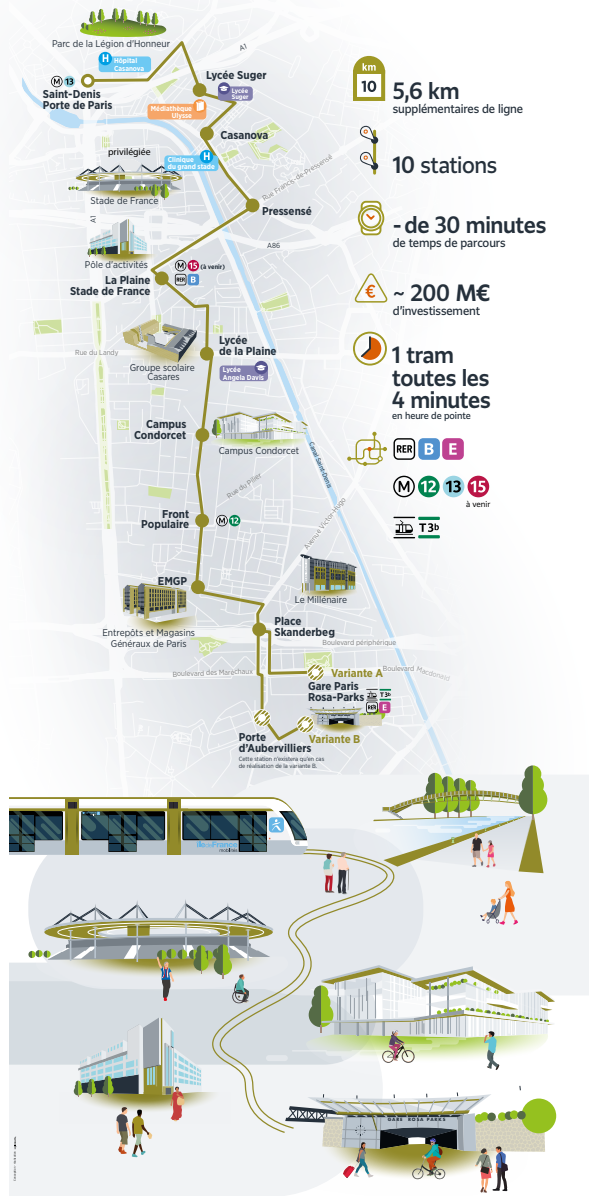 Parc de la Légion d'Honneur
A1
H Hôpital
Casanova
M 13
Saint-Denis
Porte de Paris
Lycée Suger
Lycée
Suger
Médiathèque
Ulysse
Casanova
privilégiée
Clinique
du grand stade
H
Stade de France
Rue Francis-de-Pressensé
Pressensé
A1
A86
Pôle d'activités
M 15 (à venir)
RER B
La Plaine
Stade de France
Rue du Landy
Groupe scolaire
Casares
Lycée
de la Plaine
Lycée
Angela Davis
Campus
Condorcet
Campus Condorcet
Canal Saint-Denis
Rue du Pilier
Front
Populaire
M 12
Avenue Victor-Hugo
EMGP
Le Millénaire
Entrepôts et Magasins
Généraux de Paris
Place
Skanderbeg
Boulevard périphérique
Boulevard des Maréchaux
Boulevard Macdonald
Variante A
Gare Paris
Rosa-Parks
T3b
RER E
Porte
d'Aubervilliers
Variante B
Cette station n'existera qu'en cas
de réalisation de la variante B.
km
10
5,6 km
supplémentaires de ligne
10 stations
- de 30 minutes
de temps de parcours
€
~ 200 M€
d'investissement
1 tram
toutes les
4 minutes
en heure de pointe
RER B E
M 12 13 15
à venir
T3b
île de France
mobilités
GARE ROSA PARKS